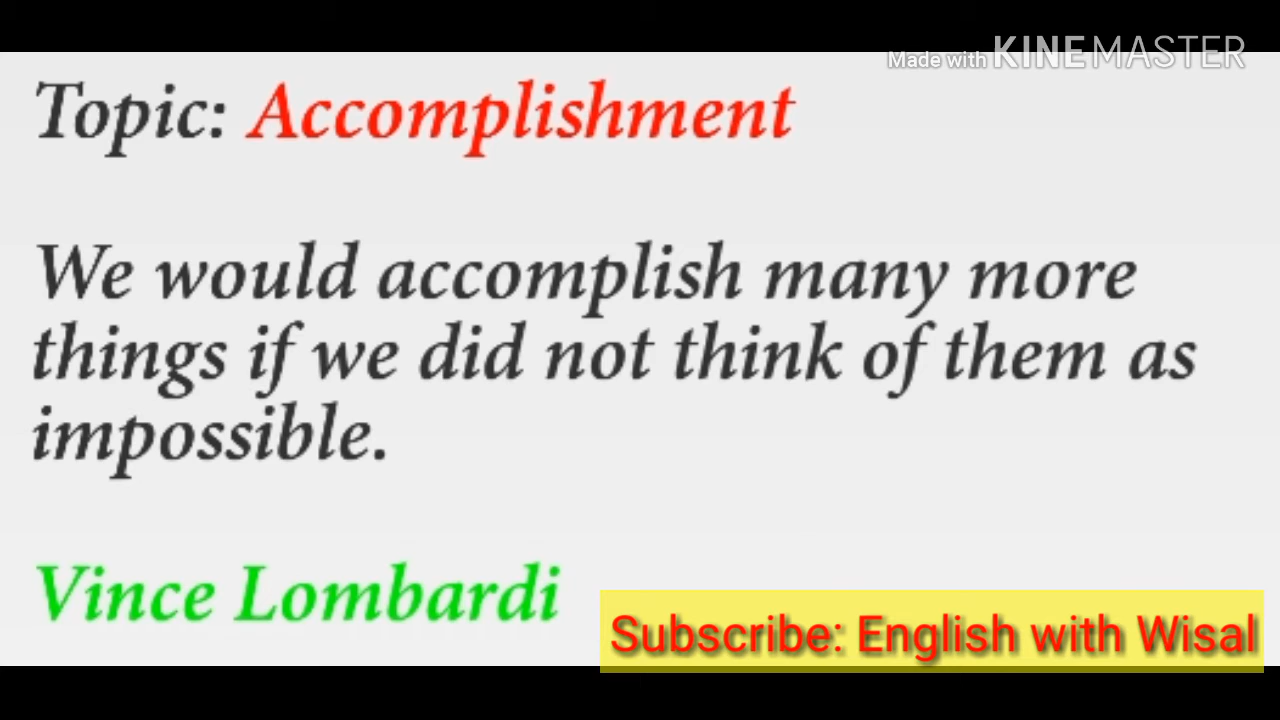 Made with KINEMASTER
Topic: Accomplishment
We would accomplish many more
things if we did not think of them as
impossible.
Vince Lombardi
Subscribe: English with Wisal